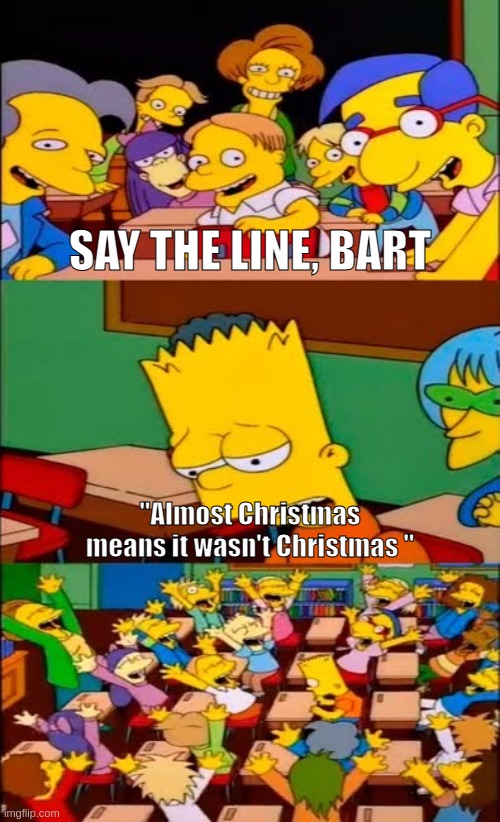 SAY THE LINE, BART
"Almost Christmas
means it wasn't Christmas "
imgflip.com